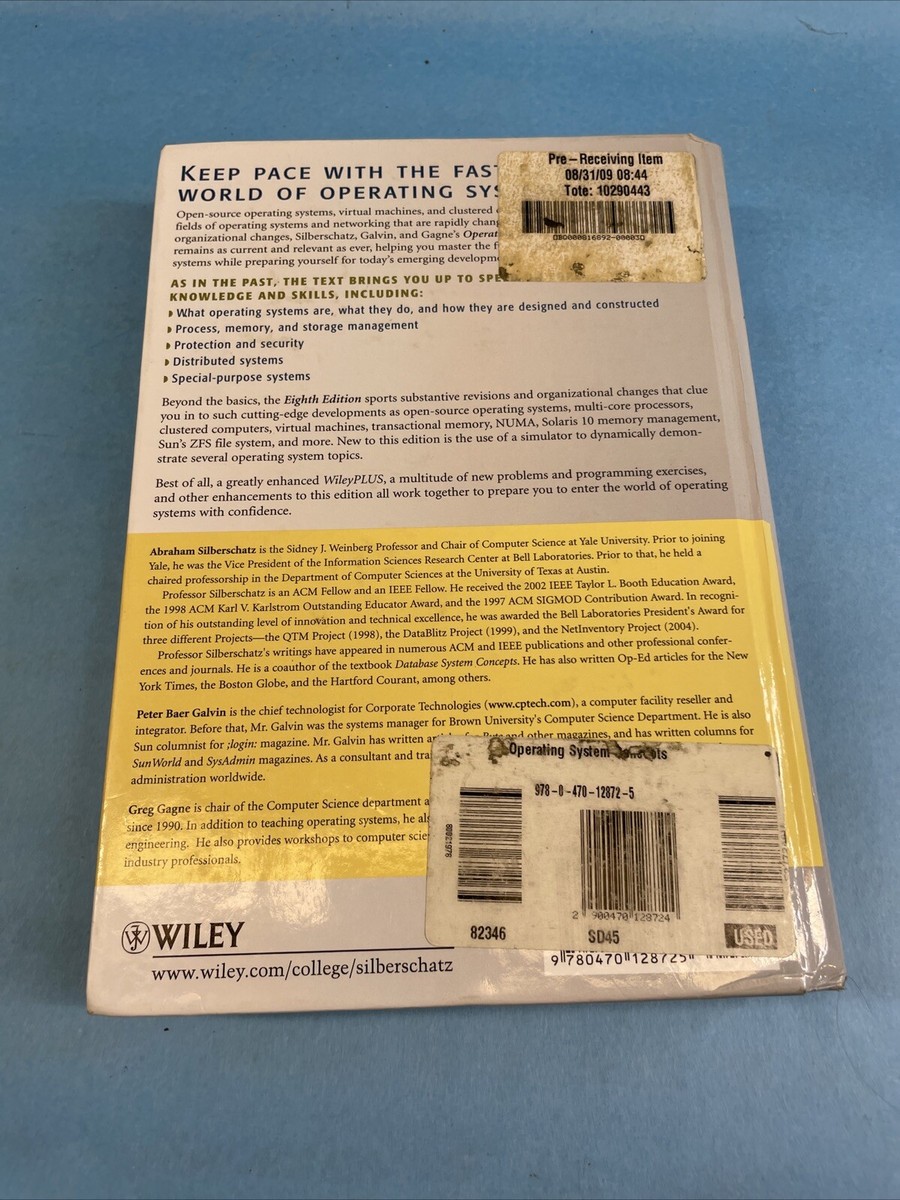 KEEP PACE WITH THE FAS
WORLD OF OPERATING SYS
Pre-Receiving Item
08/31/09 08:44
Tote: 10290443
Open-source operating systems, virtual machines, and clustered
fields of operating systems and networking that are rapidly chang
organizational changes, Silberschatz, Galvin, and Gagne's Operat
remains as current and relevant as ever, helping you master the f
systems while preparing yourself for today's emerging developme
AS IN THE PAST, THE TEXT BRINGS YOU UP TO SPE
KNOWLEDGE AND SKILLS, INCLUDING:
What operating systems are, what they do, and how they are designed and constructed
Process, memory, and storage management
Protection and security
Distributed systems
Special-purpose systems
Beyond the basics, the Eighth Edition sports substantive revisions and organizational changes that clue
you in to such cutting-edge developments as open-source operating systems, multi-core processors,
clustered computers, virtual machines, transactional memory, NUMA, Solaris 10 memory management,
Sun's ZFS file system, and more. New to this edition is the use of a simulator to dynamically demon-
strate several operating system topics.
Best of all, a greatly enhanced WileyPLUS, a multitude of new problems and programming exercises,
and other enhancements to this edition all work together to prepare you to enter the world of operating
systems with confidence.
Abraham Silberschatz is the Sidney J. Weinberg Professor and Chair of Computer Science at Yale University. Prior to joining
Yale, he was the Vice President of the Information Sciences Research Center at Bell Laboratories. Prior to that, he held a
chaired professorship in the Department of Computer Sciences at the University of Texas at Austin.
Professor Silberschatz is an ACM Fellow and an IEEE Fellow. He received the 2002 IEEE Taylor L. Booth Education Award,
the 1998 ACM Karl V. Karlstrom Outstanding Educator Award, and the 1997 ACM SIGMOD Contribution Award. In recogni-
tion of his outstanding level of innovation and technical excellence, he was awarded the Bell Laboratories President's Award for
three different Projects—the QTM Project (1998), the DataBlitz Project (1999), and the NetInventory Project (2004).
Professor Silberschatz's writings have appeared in numerous ACM and IEEE publications and other professional confer-
ences and journals. He is a coauthor of the textbook Database System Concepts. He has also written Op-Ed articles for the New
York Times, the Boston Globe, and the Hartford Courant, among others.
Peter Baer Galvin is the chief technologist for Corporate Technologies (www.cptech.com), a computer facility reseller and
integrator. Before that, Mr. Galvin was the systems manager for Brown University's Computer Science Department. He is also
Sun columnist for ;login: magazine. Mr. Galvin has written and other magazines, and has written columns for
SunWorld and SysAdmin magazines. As a consultant and tra
administration worldwide.
Greg Gagne is chair of the Computer Science department a
since 1990. In addition to teaching operating systems, he als
engineering. He also provides workshops to computer scie
industry professionals.
Operating System
978-0-470-12872-5
2 900470 128724
82346
SD45
USED
WILEY
www.wiley.com/college/silberschatz
9 780470 128725